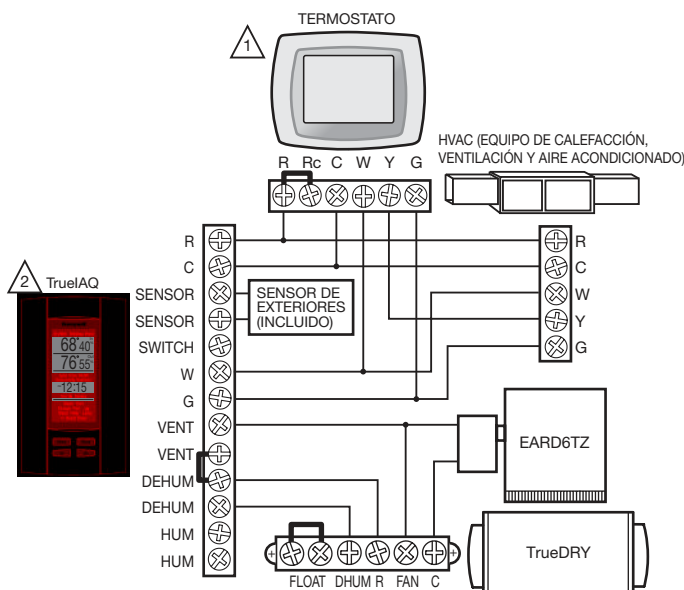 TERMOSTATO
1
HVAC (EQUIPO DE CALEFACCIÓN,
VENTILACIÓN Y AIRE ACONDICIONADO)
R Rc C W Y G
2 TrueIAQ
R
C
SENSOR
SENSOR
SWITCH
W
G
VENT
VENT
DEHUM
DEHUM
HUM
HUM
68 40
76 55
12:15
SENSOR DE
EXTERIORES
(INCLUIDO)
R
C
W
Y
G
EARD6TZ
TrueDRY
FLOAT DHUM R FAN C